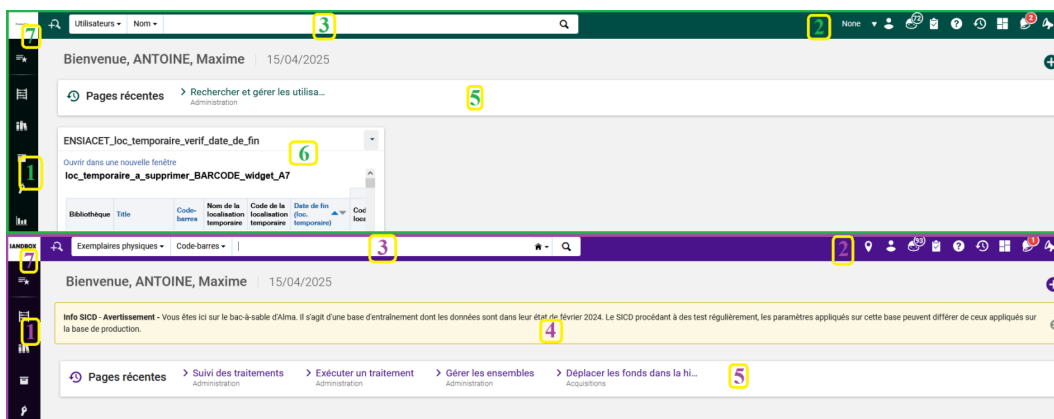 Utilisateurs Nom 3 2 None 72 2
7
Bienvenue, ANTOINE, Maxime 15/04/2025
Pages récentes Rechercher et gérer les utilisa... 5
Administration
ENSIACET_loc_temporaire_verif_date_de_fin
6
Ouvrir dans une nouvelle fenêtre
loc_temporaire_a_supprimer_BARCODE_widget_A7
1
Bibliothèque Title Code-barres Nom de la localisation temporaire Code de la localisation temporaire Date de fin (loc. temporaire) Cod loca
SANDBOX Exemplaires physiques Code-barres 3 2 93 1
7
Bienvenue, ANTOINE, Maxime 15/04/2025
Info SICD - Avertissement - Vous êtes ici sur le bac-à-sable d'Alma. Il s'agit d'une base d'entraînement dont les données sont dans leur état de février 2024. Le SICD procédant à des test régulièrement, les paramètres appliqués sur cette base peuvent différer de ceux appliqués sur
la base de production.
4
1
Pages récentes Suivi des traitements Exécuter un traitement Gérer les ensembles Déplacer les fonds dans la hi... 5
Administration Administration Administration Acquisitions